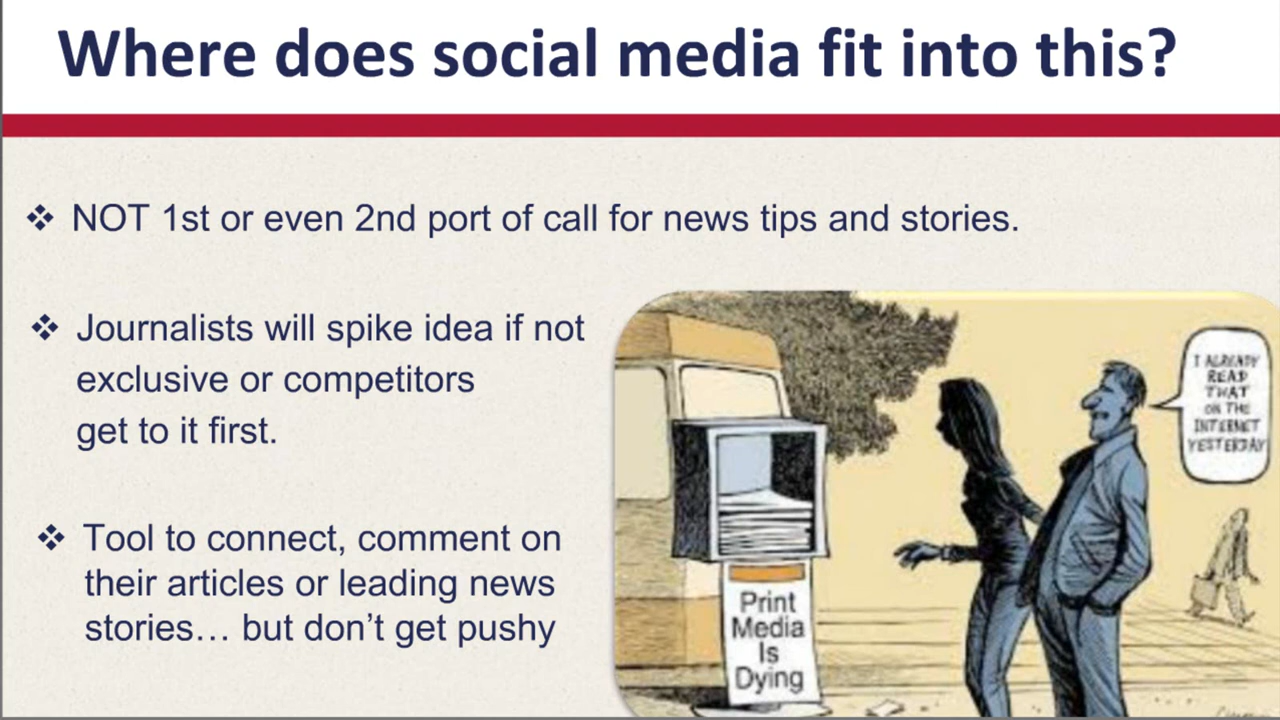 Where does social media fit into this?
❖ NOT 1st or even 2nd port of call for news tips and stories.
❖ Journalists will spike idea if not
exclusive or competitors
get to it first.
❖ Tool to connect, comment on
their articles or leading news
stories… but don’t get pushy
I ALREADY
READ
THAT
ON THE
INTERNET
YESTERDAY
Print
Media
Is
Dying